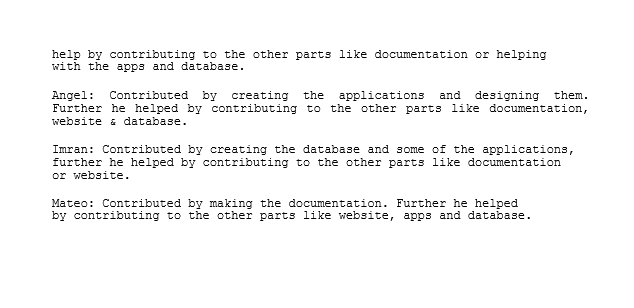 help by contributing to the other parts like documentation or helping
with the apps and database.
Angel: Contributed by creating the applications and designing them.
Further he helped by contributing to the other parts like documentation,
website & database.
Imran: Contributed by creating the database and some of the applications,
further he helped by contributing to the other parts like documentation
or website.
Mateo: Contributed by making the documentation. Further he helped
by contributing to the other parts like website, apps and database.